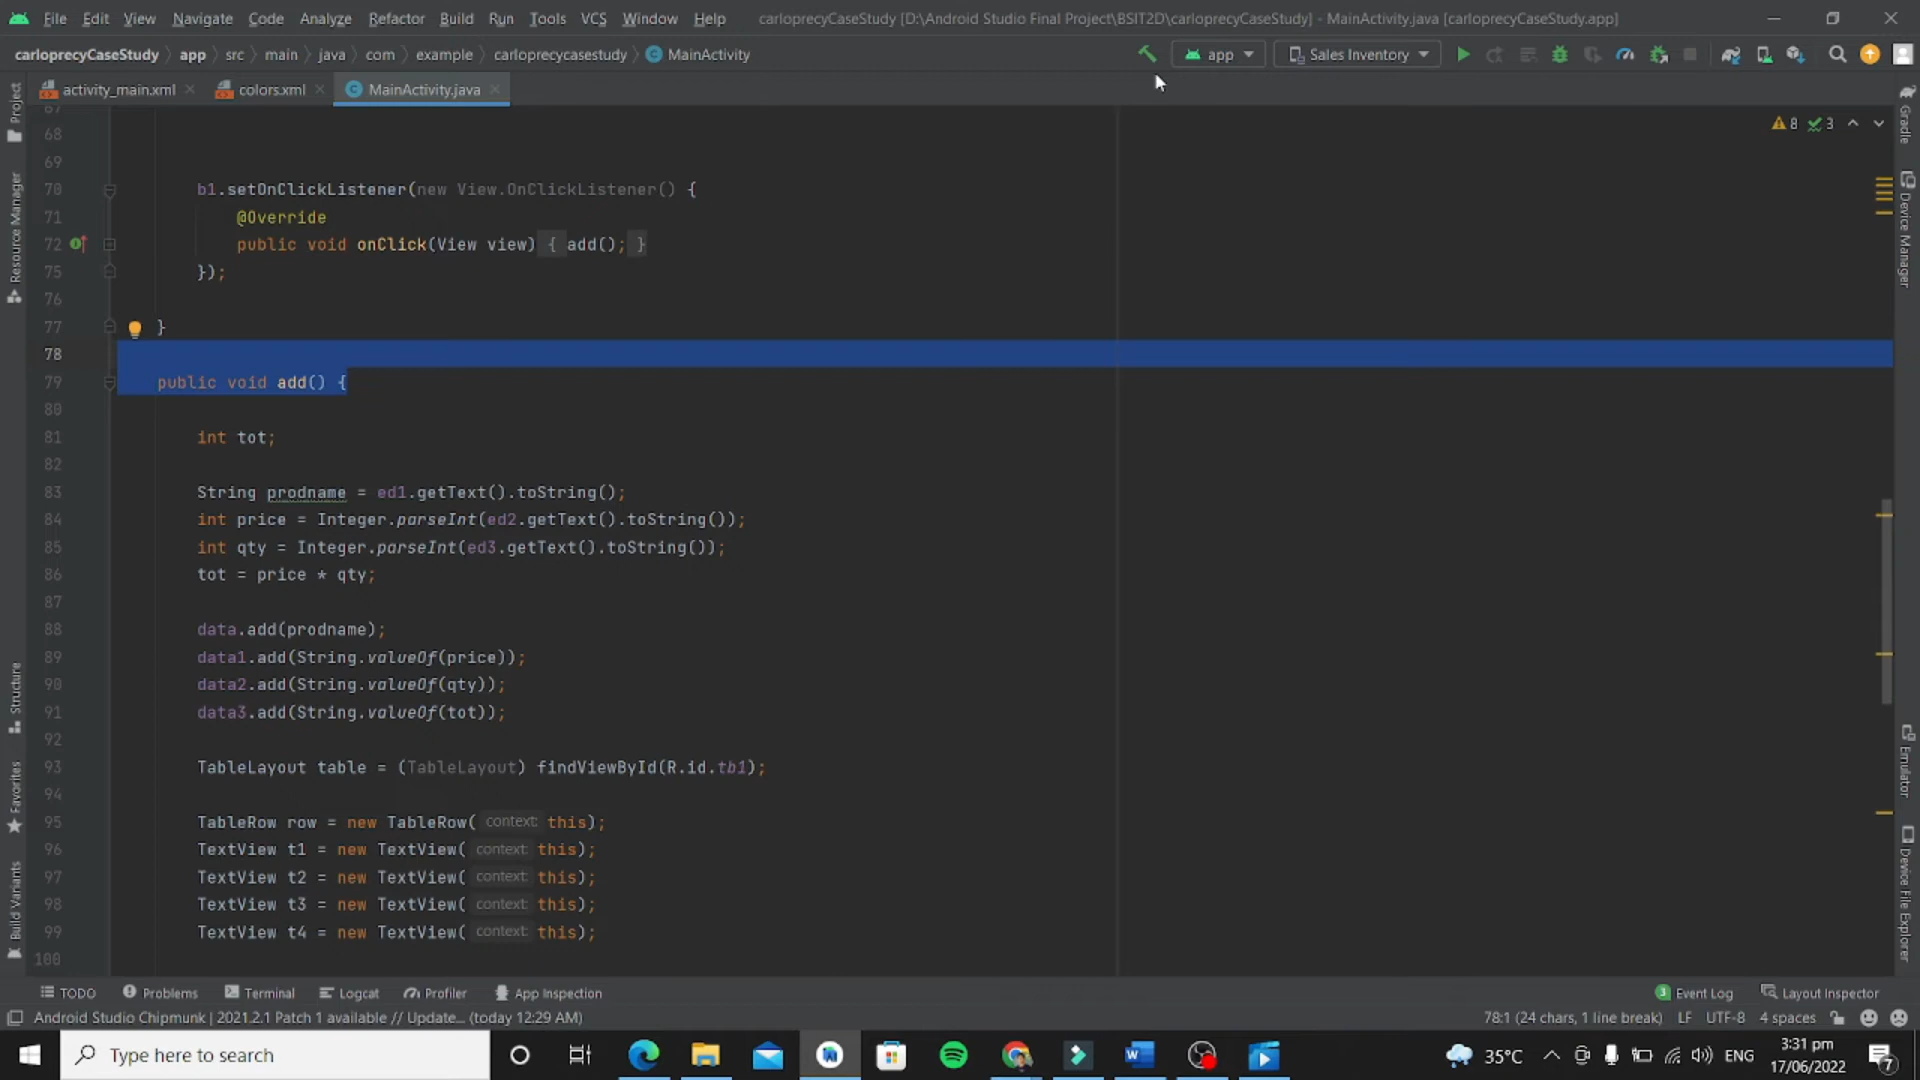 File Edit View Navigate Code Analyze Refactor Build Run Tools VCS Window Help carloprecyCaseStudy [D:\Android Studio Final Project\BSIT2D\carloprecyCaseStudy] - MainActivity.java [carloprecyCaseStudy.app]
carloprecyCaseStudy app src main java com example carloprecycasestudy MainActivity app Sales Inventory
activity_main.xml colors.xml MainActivity.java
8 3
67
68
69
70 b1.setOnClickListener(new View.OnClickListener() {
71 @Override
72 public void onClick(View view) { add(); }
75 });
76
77 }
78
79 public void add() {
80
81 int tot;
82
83 String prodname = ed1.getText().toString();
84 int price = Integer.parseInt(ed2.getText().toString());
85 int qty = Integer.parseInt(ed3.getText().toString());
86 tot = price * qty;
87
88 data.add(prodname);
89 data1.add(String.valueOf(price));
90 data2.add(String.valueOf(qty));
91 data3.add(String.valueOf(tot));
92
93 TableLayout table = (TableLayout) findViewById(R.id.tb1);
94
95 TableRow row = new TableRow( context: this);
96 TextView t1 = new TextView( context: this);
97 TextView t2 = new TextView( context: this);
98 TextView t3 = new TextView( context: this);
99 TextView t4 = new TextView( context: this);
100
Project
Resource Manager
Structure
Favorites
Build Variants
Gradle
Device Manager
Emulator
Device File Explorer
TODO Problems Terminal Logcat Profiler App Inspection 3 Event Log Layout Inspector
Android Studio Chipmunk | 2021.2.1 Patch 1 available // Update... (today 12:29 AM) 78:1 (24 chars, 1 line break) LF UTF-8 4 spaces
Type here to search 35°C ENG 3:31 pm
17/06/2022 7